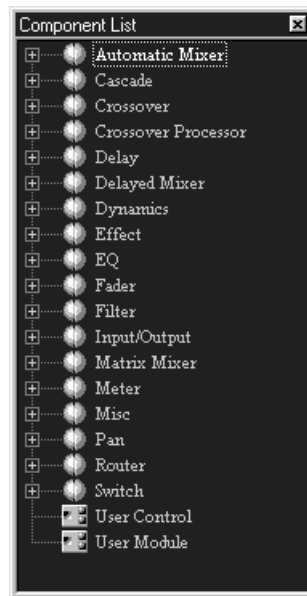 Component List
Automatic Mixer
Cascade
Crossover
Crossover Processor
Delay
Delayed Mixer
Dynamics
Effect
EQ
Fader
Filter
Input/Output
Matrix Mixer
Meter
Misc
Pan
Router
Switch
User Control
User Module